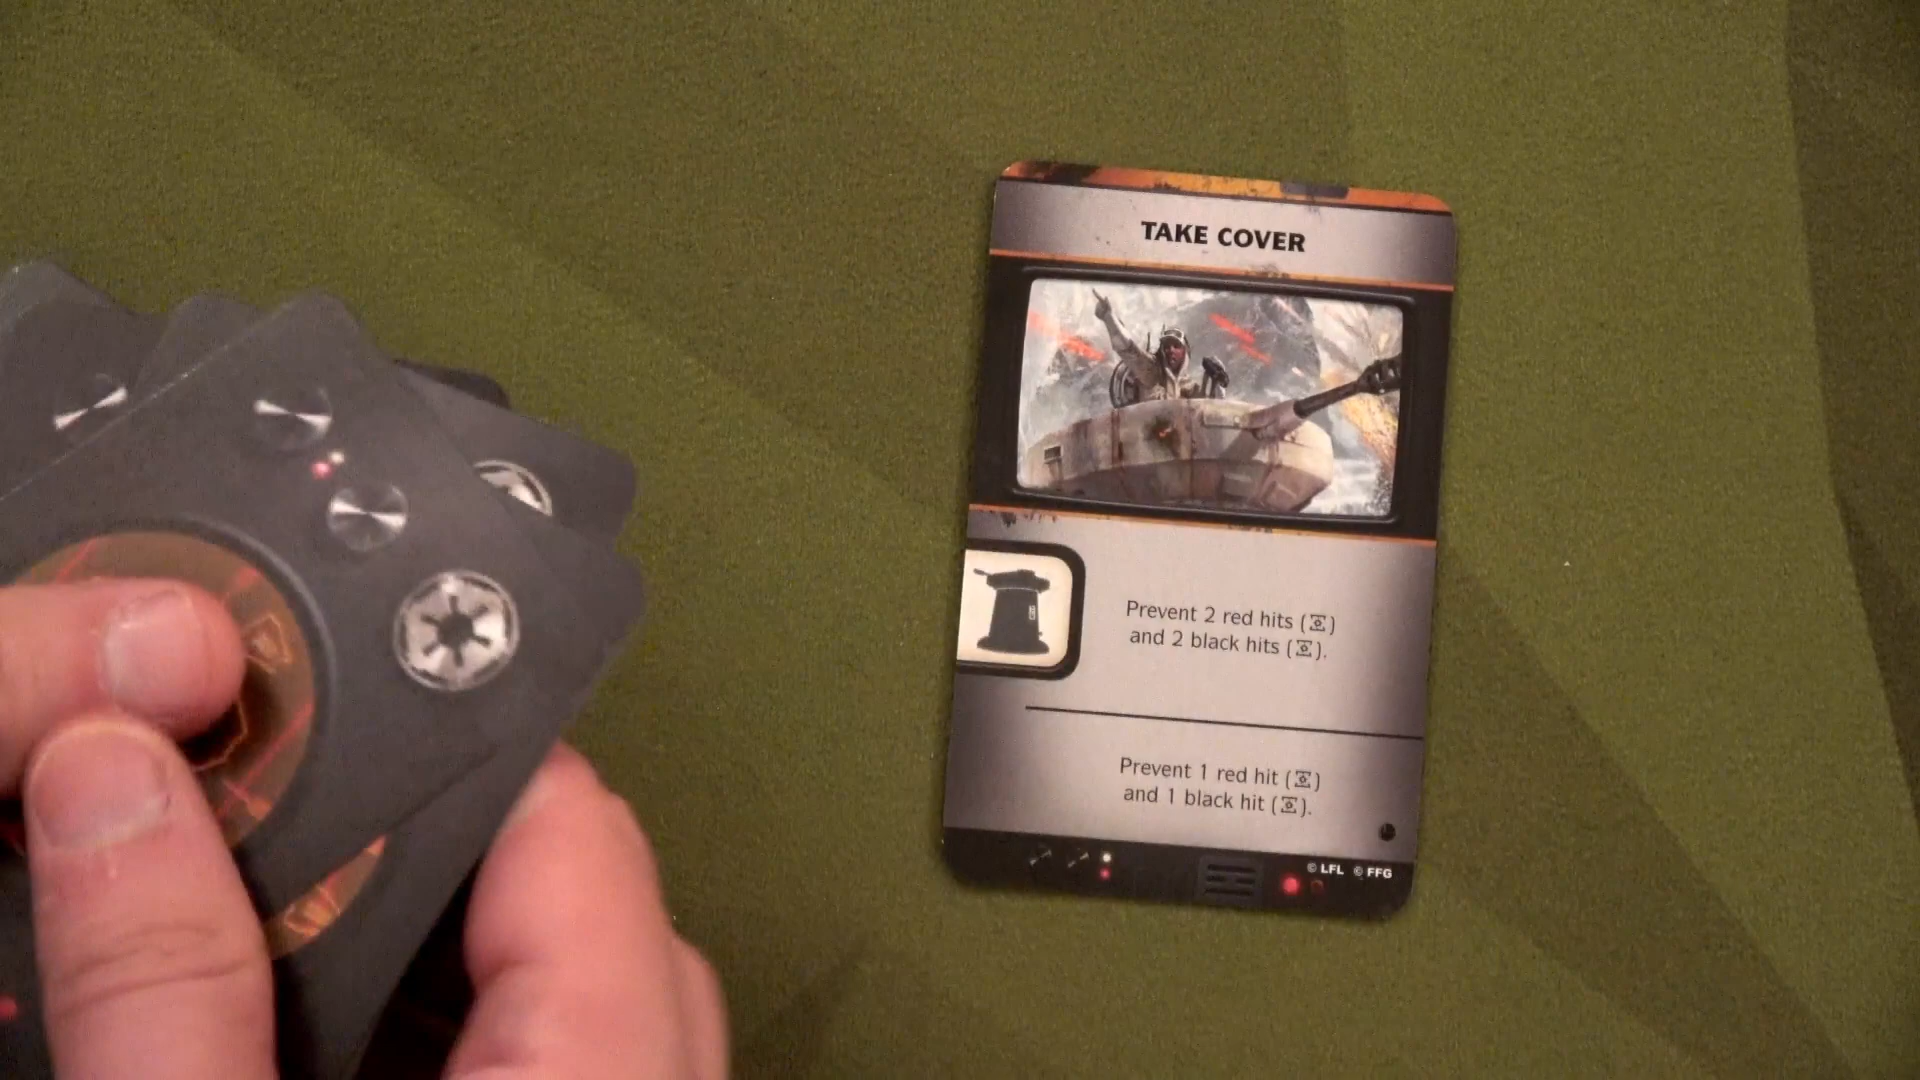 TAKE COVER
Prevent 2 red hits ()
and 2 black hits ().
Prevent 1 red hit ()
and 1 black hit ().
© LFL © FFG